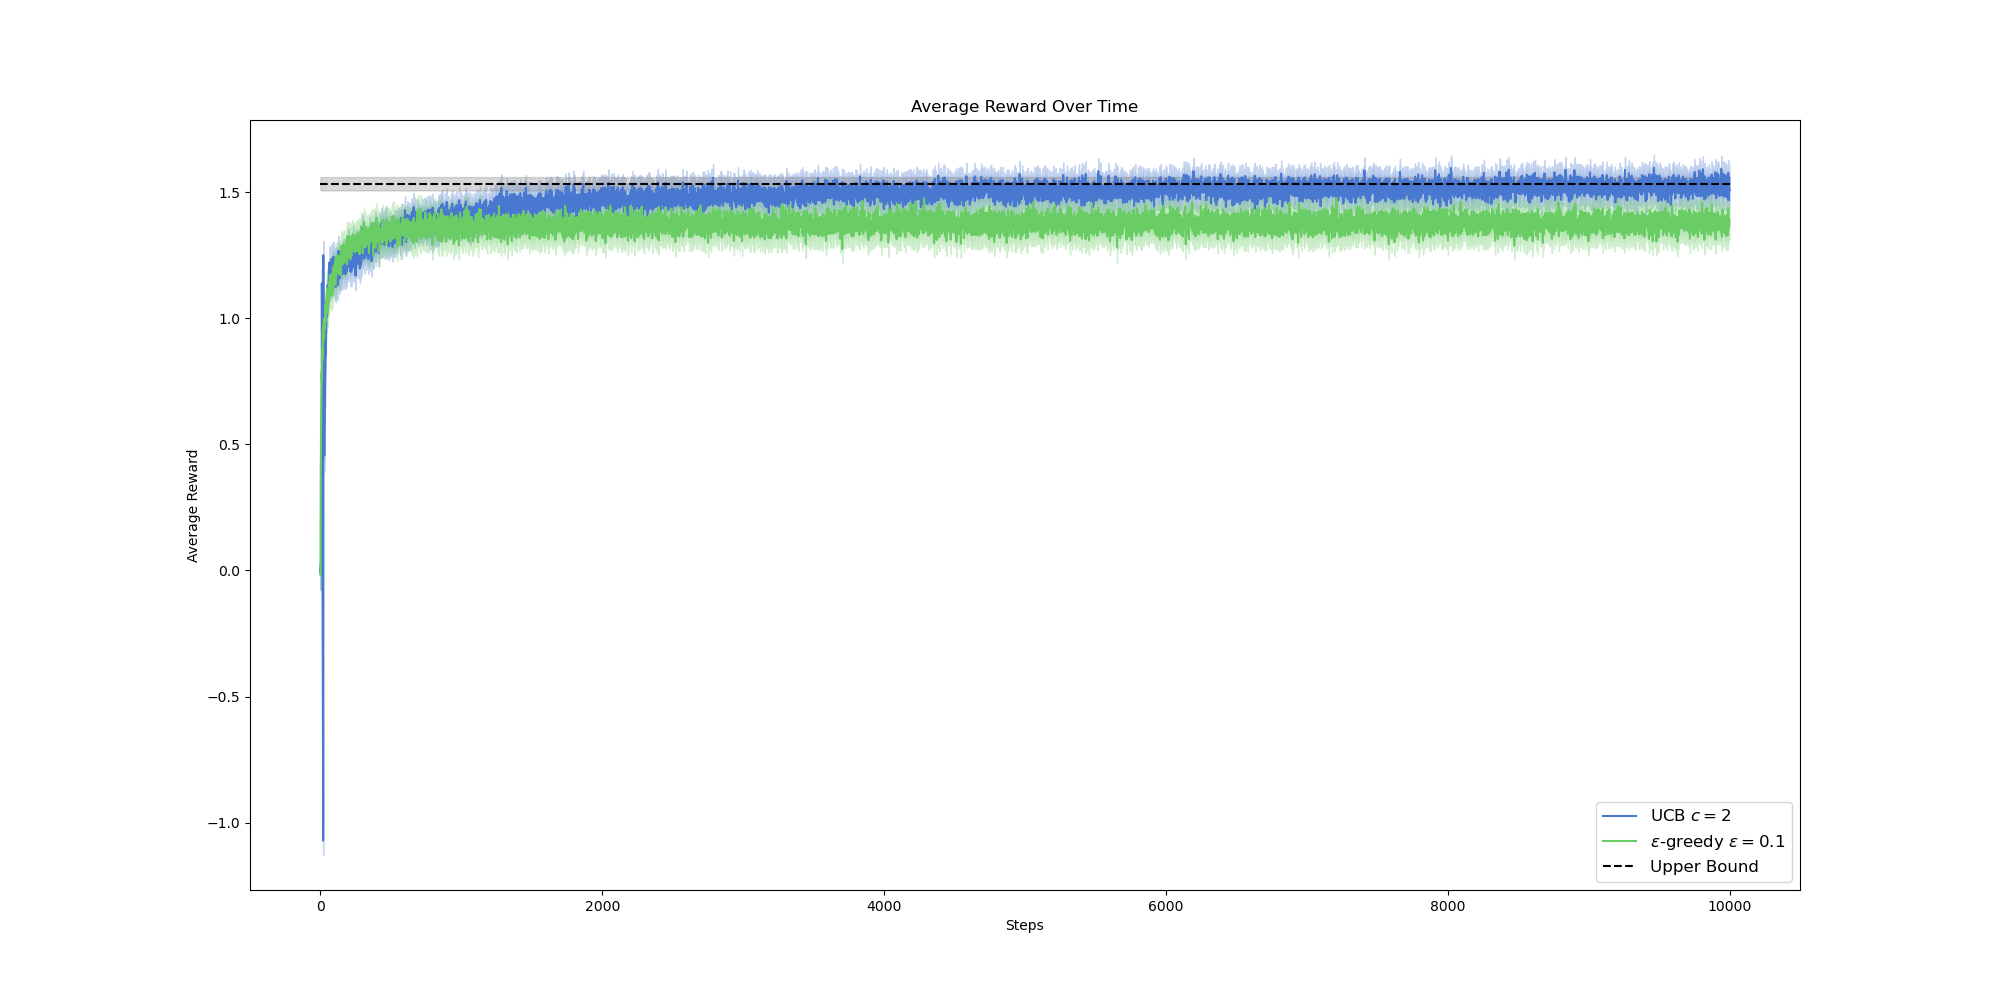 Average Reward Over Time
Average Reward
1.5
1.0
0.5
0.0
−0.5
−1.0
0
2000
4000
6000
8000
10000
Steps
UCB c = 2
ε-greedy ε = 0.1
Upper Bound